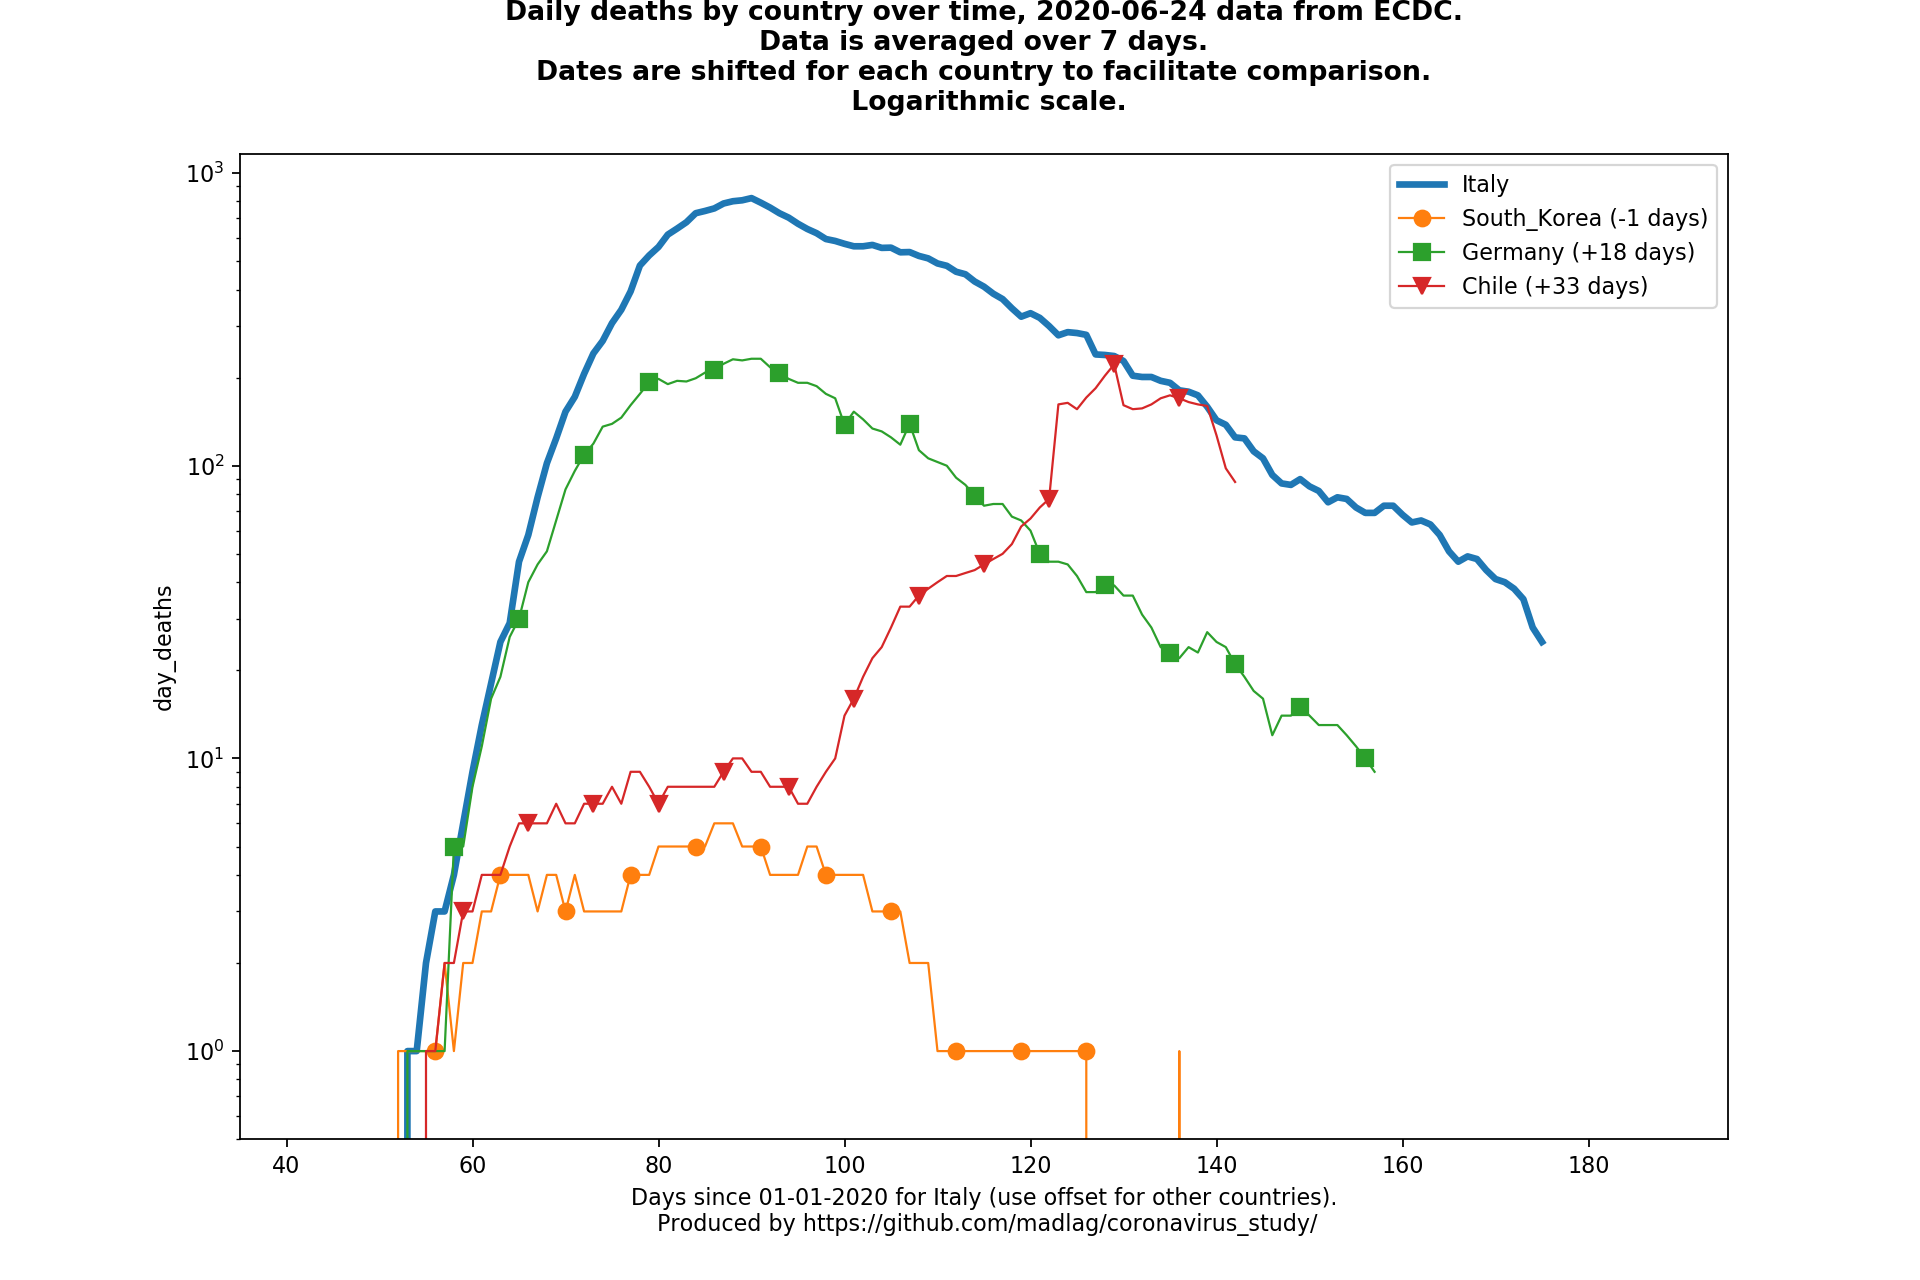 Daily deaths by country over time, 2020-06-24 data from ECDC.
Data is averaged over 7 days.
Dates are shifted for each country to facilitate comparison.
Logarithmic scale.
10³
10²
10¹
10⁰
day_deaths
Italy
South_Korea (-1 days)
Germany (+18 days)
Chile (+33 days)
40 60 80 100 120 140 160 180
Days since 01-01-2020 for Italy (use offset for other countries).
Produced by https://github.com/madlag/coronavirus_study/